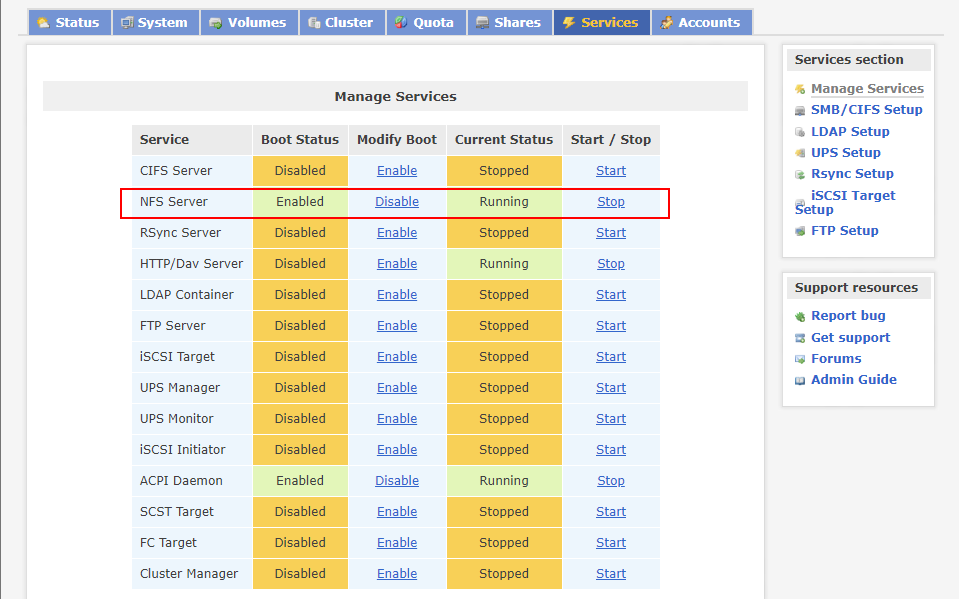 Status System Volumes Cluster Quota Shares Services Accounts
Manage Services
Service Boot Status Modify Boot Current Status Start / Stop
CIFS Server Disabled Enable Stopped Start
NFS Server Enabled Disable Running Stop
RSync Server Disabled Enable Stopped Start
HTTP/Dav Server Disabled Enable Running Stop
LDAP Container Disabled Enable Stopped Start
FTP Server Disabled Enable Stopped Start
iSCSI Target Disabled Enable Stopped Start
UPS Manager Disabled Enable Stopped Start
UPS Monitor Disabled Enable Stopped Start
iSCSI Initiator Disabled Enable Stopped Start
ACPI Daemon Enabled Disable Running Stop
SCST Target Disabled Enable Stopped Start
FC Target Disabled Enable Stopped Start
Cluster Manager Disabled Enable Stopped Start
Services section
Manage Services
SMB/CIFS Setup
LDAP Setup
UPS Setup
Rsync Setup
iSCSI Target
Setup
FTP Setup
Support resources
Report bug
Get support
Forums
Admin Guide